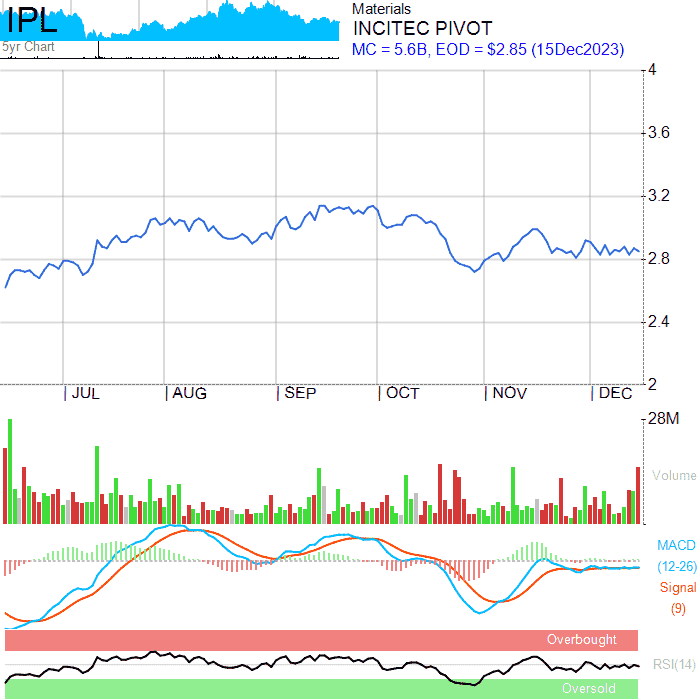 IPL
5yr Chart
Materials
INCITEC PIVOT
MC = 5.6B, EOD = $2.85 (15Dec2023)
4
3.6
3.2
2.8
2.4
2
JUL AUG SEP OCT NOV DEC
28M
Volume
MACD
(12-26)
Signal
(9)
Overbought
RSI(14)
Oversold